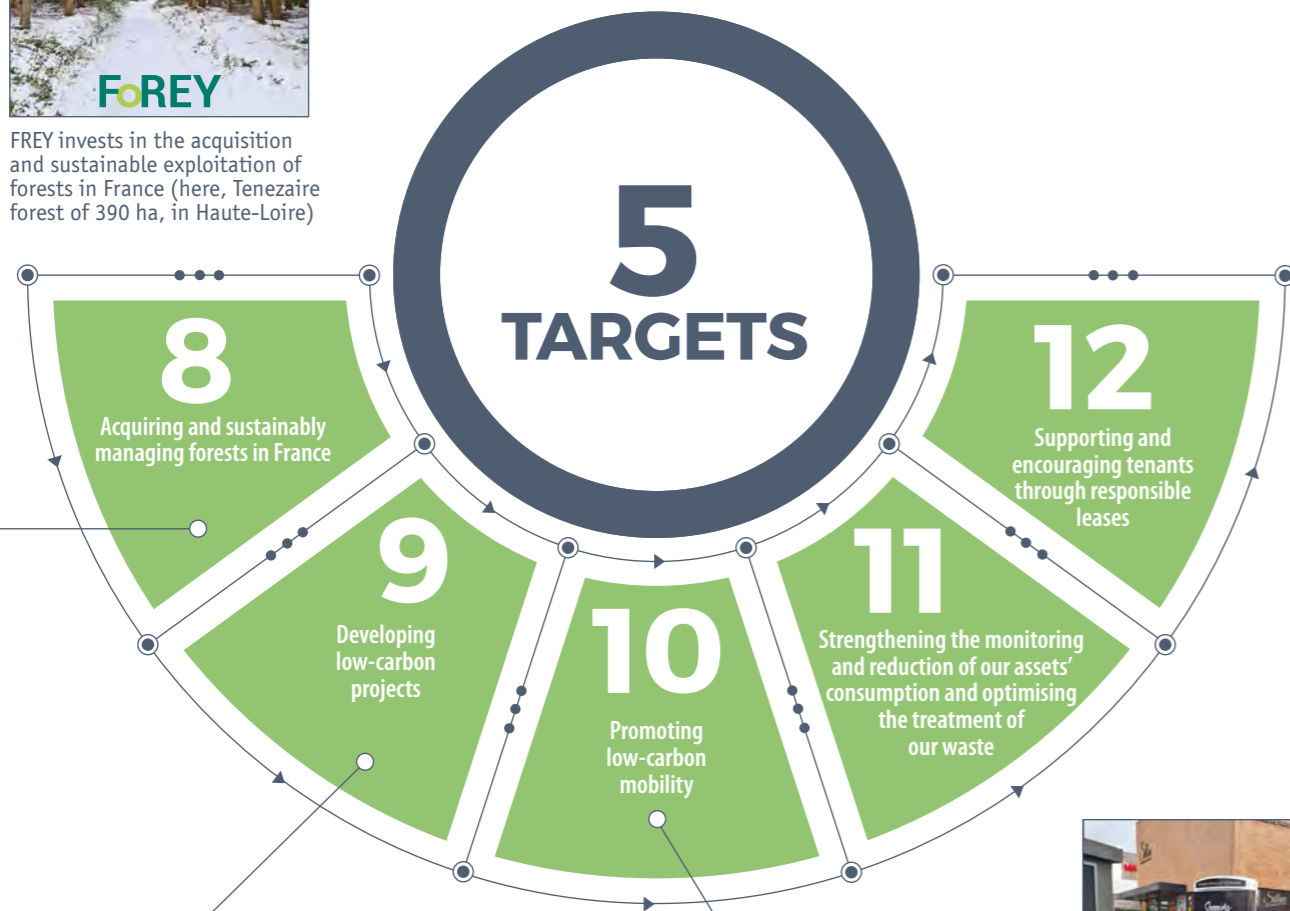 FoREY
FREY invests in the acquisition
and sustainable exploitation of
forests in France (here, Tenezaire
forest of 390 ha, in Haute-Loire)
5
TARGETS
8
Acquiring and sustainably
managing forests in France
9
Developing
low-carbon
projects
10
Promoting
low-carbon
mobility
11
Strengthening the monitoring
and reduction of our assets’
consumption and optimising
the treatment of
our waste
12
Supporting and
encouraging tenants
through responsible
leases